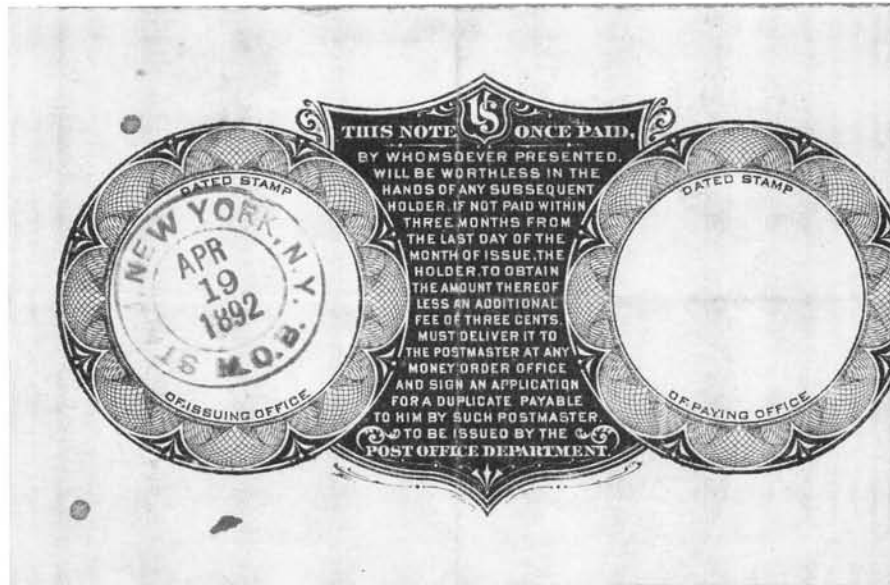 US
THIS NOTE ONCE PAID,
BY WHOMSOEVER PRESENTED,
WILL BE WORTHLESS IN THE
HANDS OF ANY SUBSEQUENT
HOLDER. IF NOT PAID WITHIN
THREE MONTHS FROM
THE LAST DAY OF THE
MONTH OF ISSUE, THE
HOLDER, TO OBTAIN
THE AMOUNT THEREOF
LESS AN ADDITIONAL
FEE OF THREE CENTS.
MUST DELIVER IT TO
THE POSTMASTER AT ANY
MONEY ORDER OFFICE
AND SIGN AN APPLICATION
FOR A DUPLICATE PAYABLE
TO HIM BY SUCH POSTMASTER,
TO BE ISSUED BY THE
POST OFFICE DEPARTMENT.
DATED STAMP
NEW YORK, N.Y.
APR
19
1892
M.O.B.
OF ISSUING OFFICE
DATED STAMP
OF PAYING OFFICE